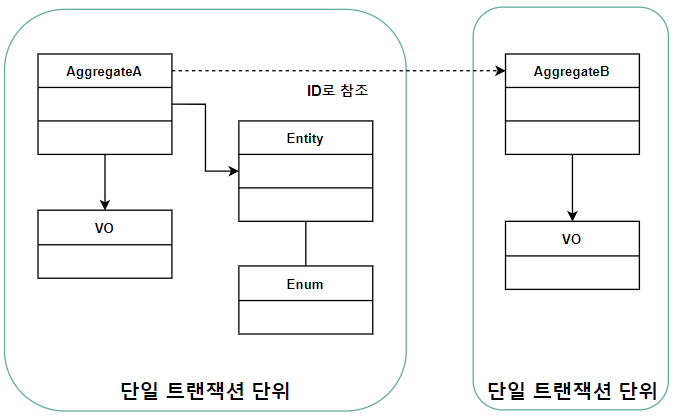 AggregateA
AggregateB
ID로 참조
Entity
VO
VO
Enum
단일 트랜잭션 단위
단일 트랜잭션 단위